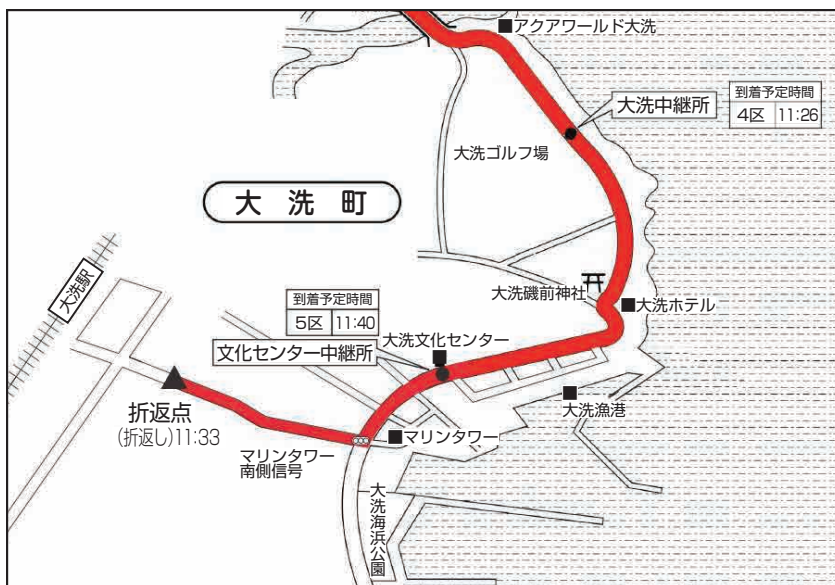 アクアワールド大洗
到着予定時間
4区 11:26
大洗中継所
大洗ゴルフ場
大洗町
大洗駅
大洗磯前神社
大洗ホテル
到着予定時間
5区 11:40
大洗文化センター
文化センター中継所
折返点
(折返し)11:33
大洗漁港
マリンタワー
マリンタワー
南側信号
大洗海浜公園